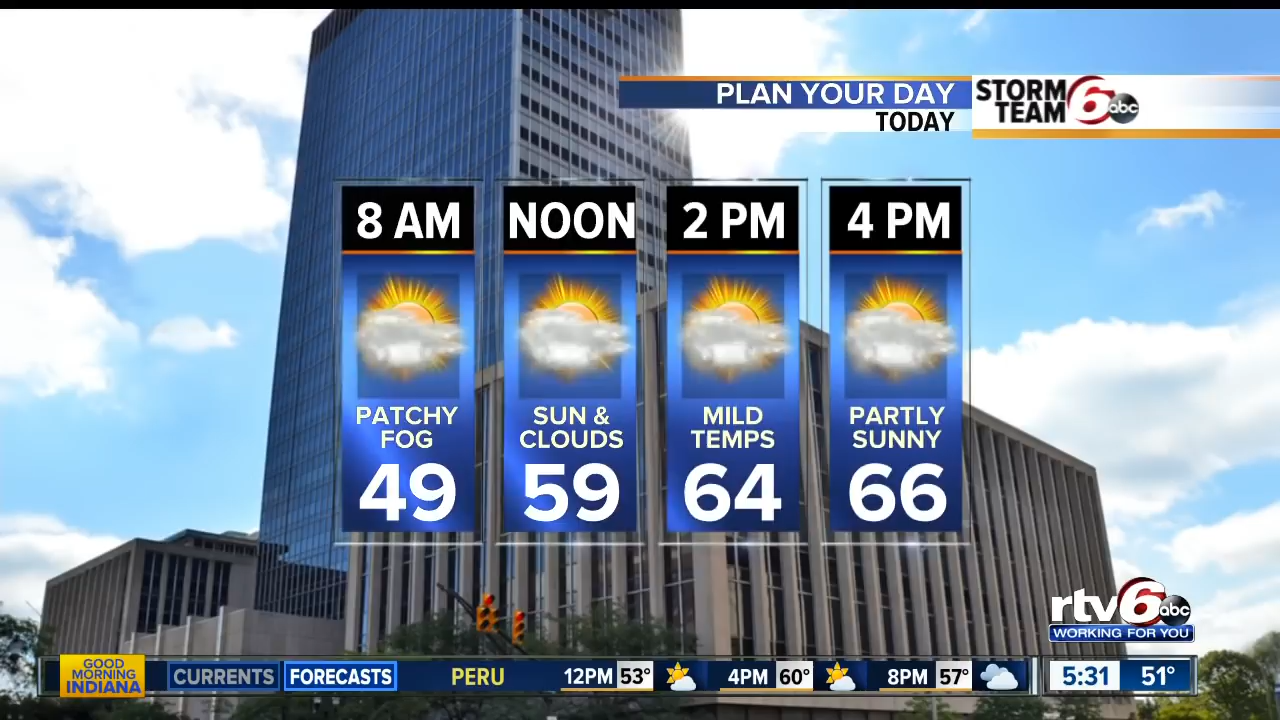 PLAN YOUR DAY
TODAY
STORM
TEAM
6
abc
8 AM
NOON
2 PM
4 PM
PATCHY
FOG
SUN &
CLOUDS
MILD
TEMPS
PARTLY
SUNNY
49
59
64
66
rtv6
abc
WORKING FOR YOU
GOOD
MORNING
INDIANA
CURRENTS
FORECASTS
PERU
12PM 53°
4PM 60°
8PM 57°
5:31
51°